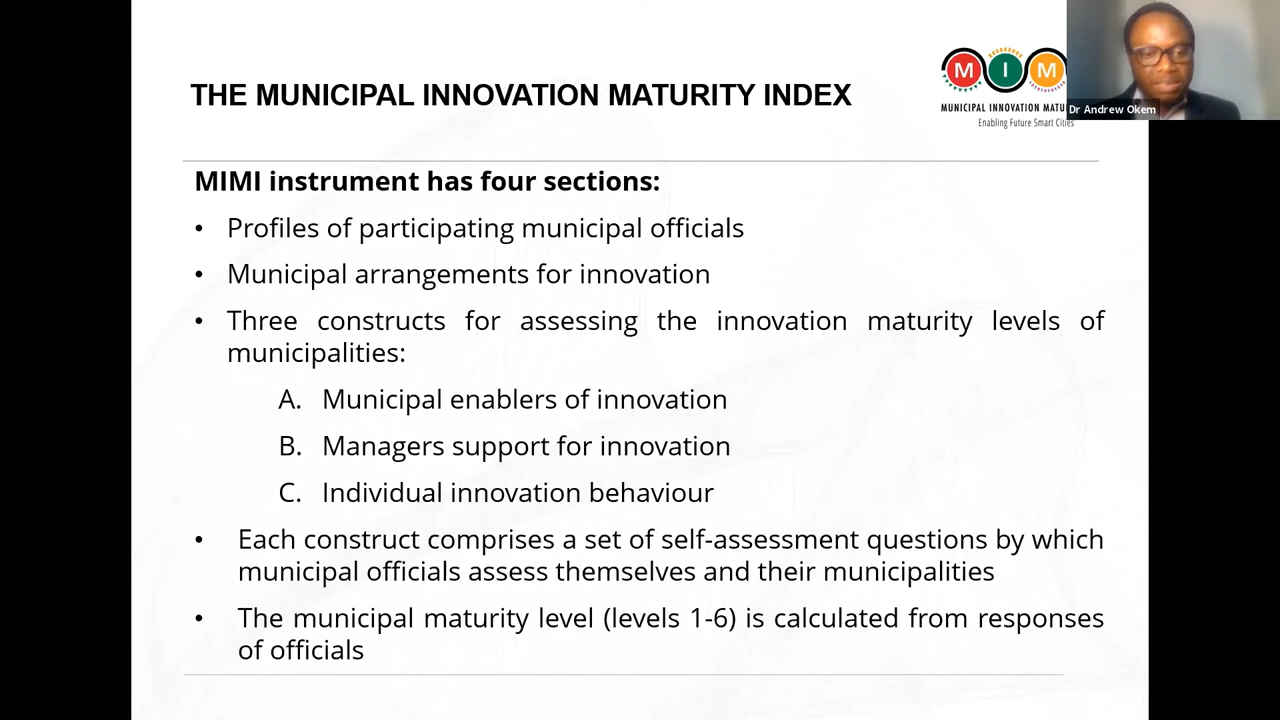 THE MUNICIPAL INNOVATION MATURITY INDEX
M I M
MUNICIPAL INNOVATION
Enabling Future Smart Cities
Dr Andrew Okem
MIMI instrument has four sections:
• Profiles of participating municipal officials
• Municipal arrangements for innovation
• Three constructs for assessing the innovation maturity levels of
municipalities:
A. Municipal enablers of innovation
B. Managers support for innovation
C. Individual innovation behaviour
• Each construct comprises a set of self-assessment questions by which
municipal officials assess themselves and their municipalities
• The municipal maturity level (levels 1-6) is calculated from responses
of officials